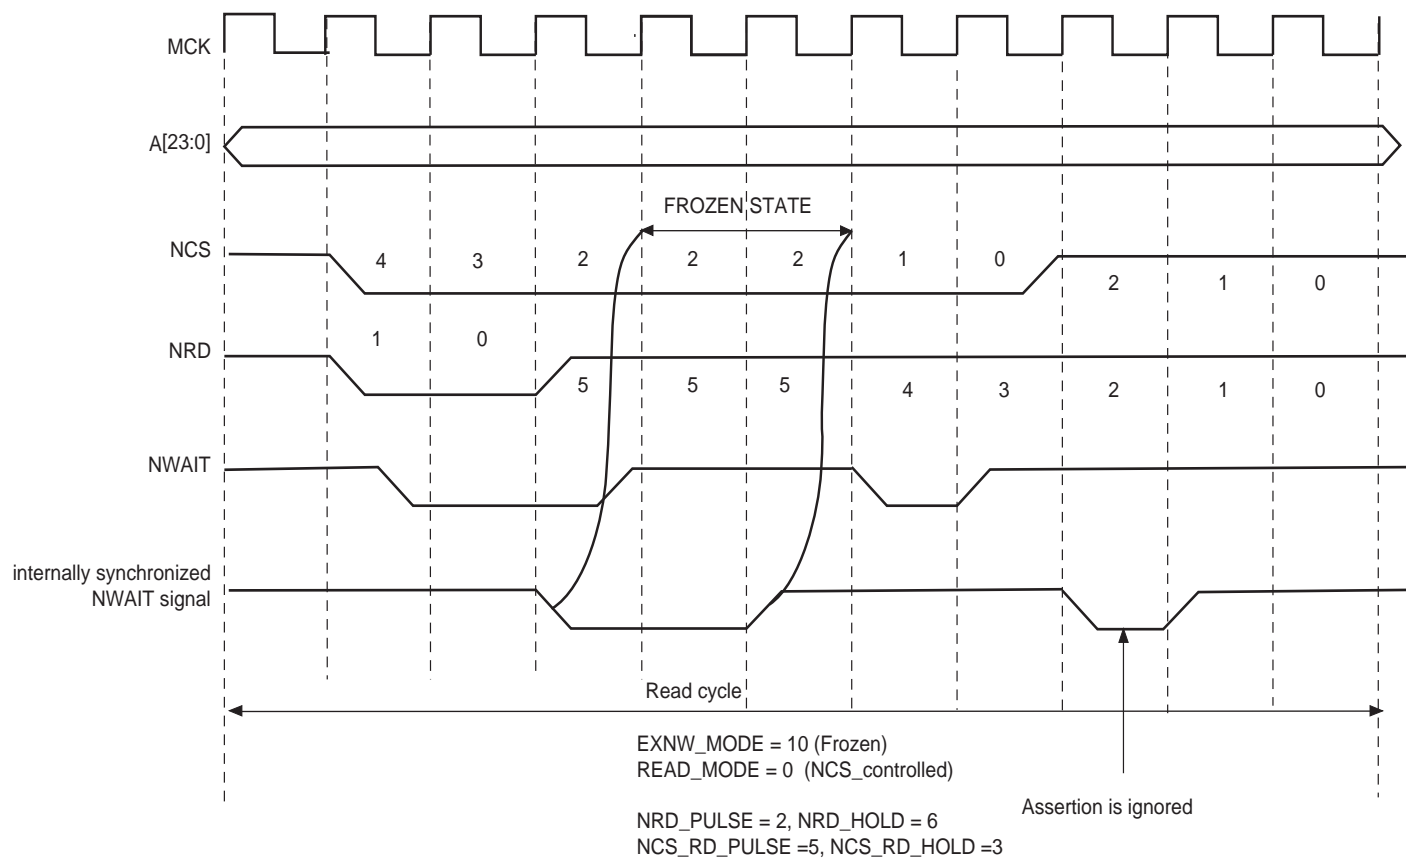 MCK
A[23:0]
FROZEN STATE
NCS
4 3 2 2 2 1 0
2 1 0
1 0
NRD
5 5 5 4 3 2 1 0
NWAIT
internally synchronized
NWAIT signal
Read cycle
EXNW_MODE = 10 (Frozen)
READ_MODE = 0 (NCS_controlled)
Assertion is ignored
NRD_PULSE = 2, NRD_HOLD = 6
NCS_RD_PULSE =5, NCS_RD_HOLD =3